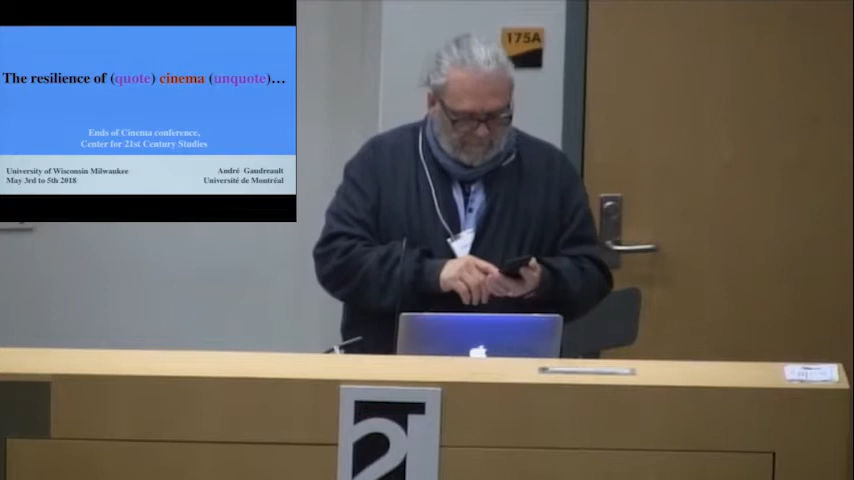 The resilience of (quote) cinema (unquote)...
Ends of Cinema conference,
Center for 21st Century Studies
University of Wisconsin Milwaukee
May 3rd to 5th 2018
André Gaudreault
Université de Montréal
175A
21